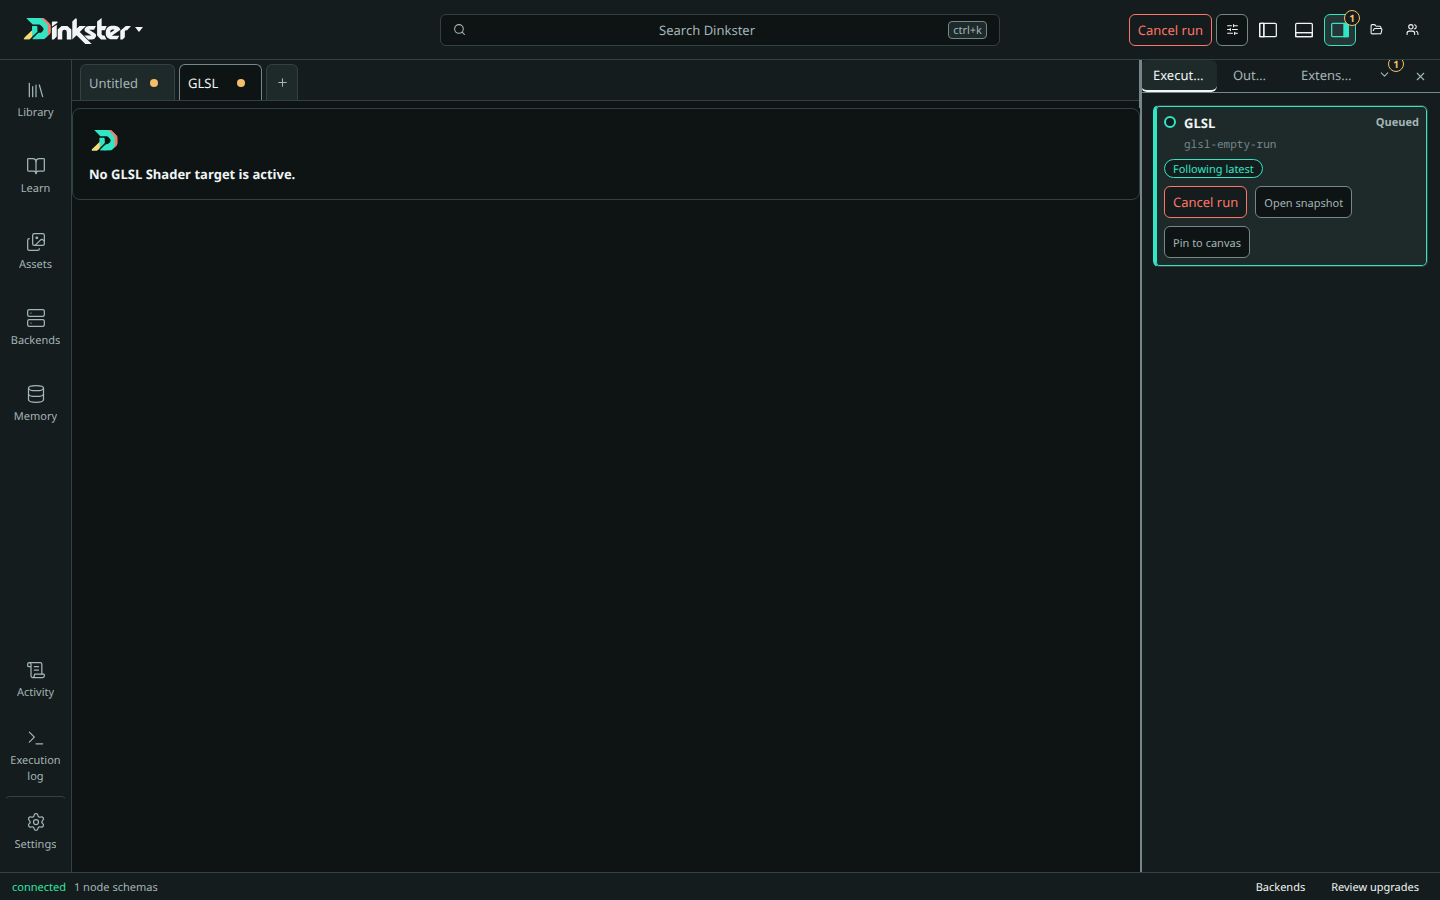 Dinkster
Search Dinkster
ctrl+k
Cancel run
1
Library
Learn
Assets
Backends
Memory
Activity
Execution
log
Settings
Untitled
GLSL
No GLSL Shader target is active.
Execut...
Out...
Extens...
1
GLSL
Queued
glsl-empty-run
Following latest
Cancel run
Open snapshot
Pin to canvas
connected
1 node schemas
Backends
Review upgrades